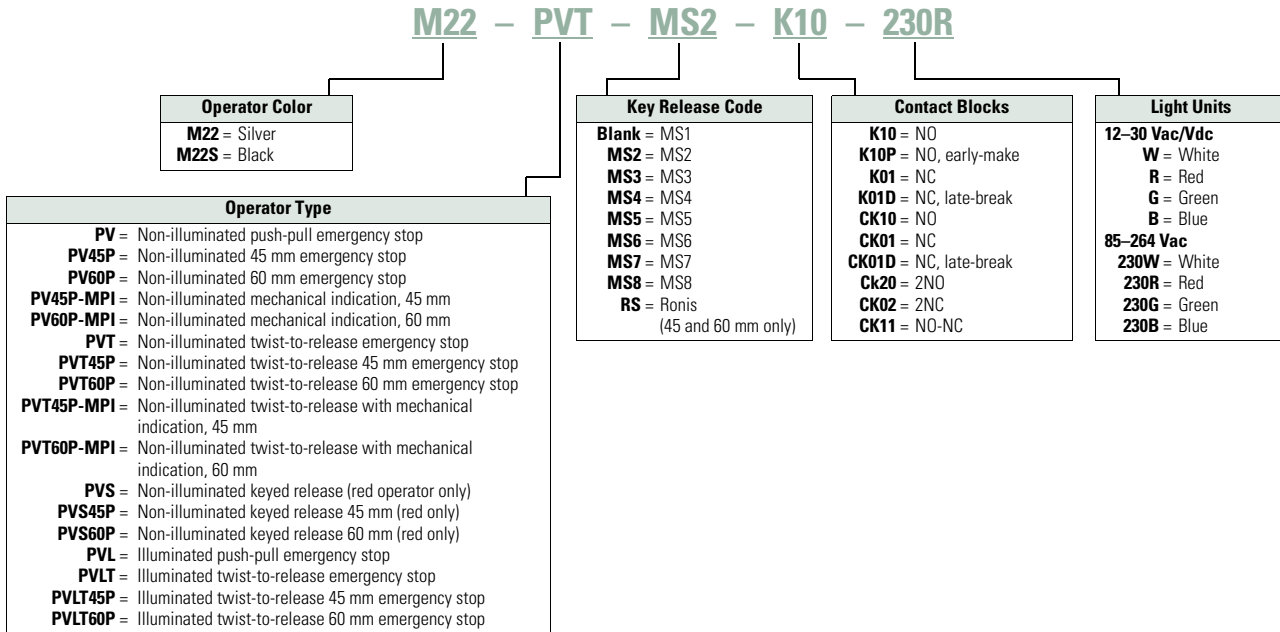 M22 – PVT – MS2 – K10 – 230R
Operator Color
M22 = Silver
M22S = Black
Operator Type
PV = Non-illuminated push-pull emergency stop
PV45P = Non-illuminated 45 mm emergency stop
PV60P = Non-illuminated 60 mm emergency stop
PV45P-MPI = Non-illuminated mechanical indication, 45 mm
PV60P-MPI = Non-illuminated mechanical indication, 60 mm
PVT = Non-illuminated twist-to-release emergency stop
PVT45P = Non-illuminated twist-to-release 45 mm emergency stop
PVT60P = Non-illuminated twist-to-release 60 mm emergency stop
PVT45P-MPI = Non-illuminated twist-to-release with mechanical
indication, 45 mm
PVT60P-MPI = Non-illuminated twist-to-release with mechanical
indication, 60 mm
PVS = Non-illuminated keyed release (red operator only)
PVS45P = Non-illuminated keyed release 45 mm (red only)
PVS60P = Non-illuminated keyed release 60 mm (red only)
PVL = Illuminated push-pull emergency stop
PVLT = Illuminated twist-to-release emergency stop
PVLT45P = Illuminated twist-to-release 45 mm emergency stop
PVLT60P = Illuminated twist-to-release 60 mm emergency stop
Key Release Code
Blank = MS1
MS2 = MS2
MS3 = MS3
MS4 = MS4
MS5 = MS5
MS6 = MS6
MS7 = MS7
MS8 = MS8
RS = Ronis
(45 and 60 mm only)
Contact Blocks
K10 = NO
K10P = NO, early-make
K01 = NC
K01D = NC, late-break
CK10 = NO
CK01 = NC
CK01D = NC, late-break
Ck20 = 2NO
CK02 = 2NC
CK11 = NO-NC
Light Units
12–30 Vac/Vdc
W = White
R = Red
G = Green
B = Blue
85–264 Vac
230W = White
230R = Red
230G = Green
230B = Blue